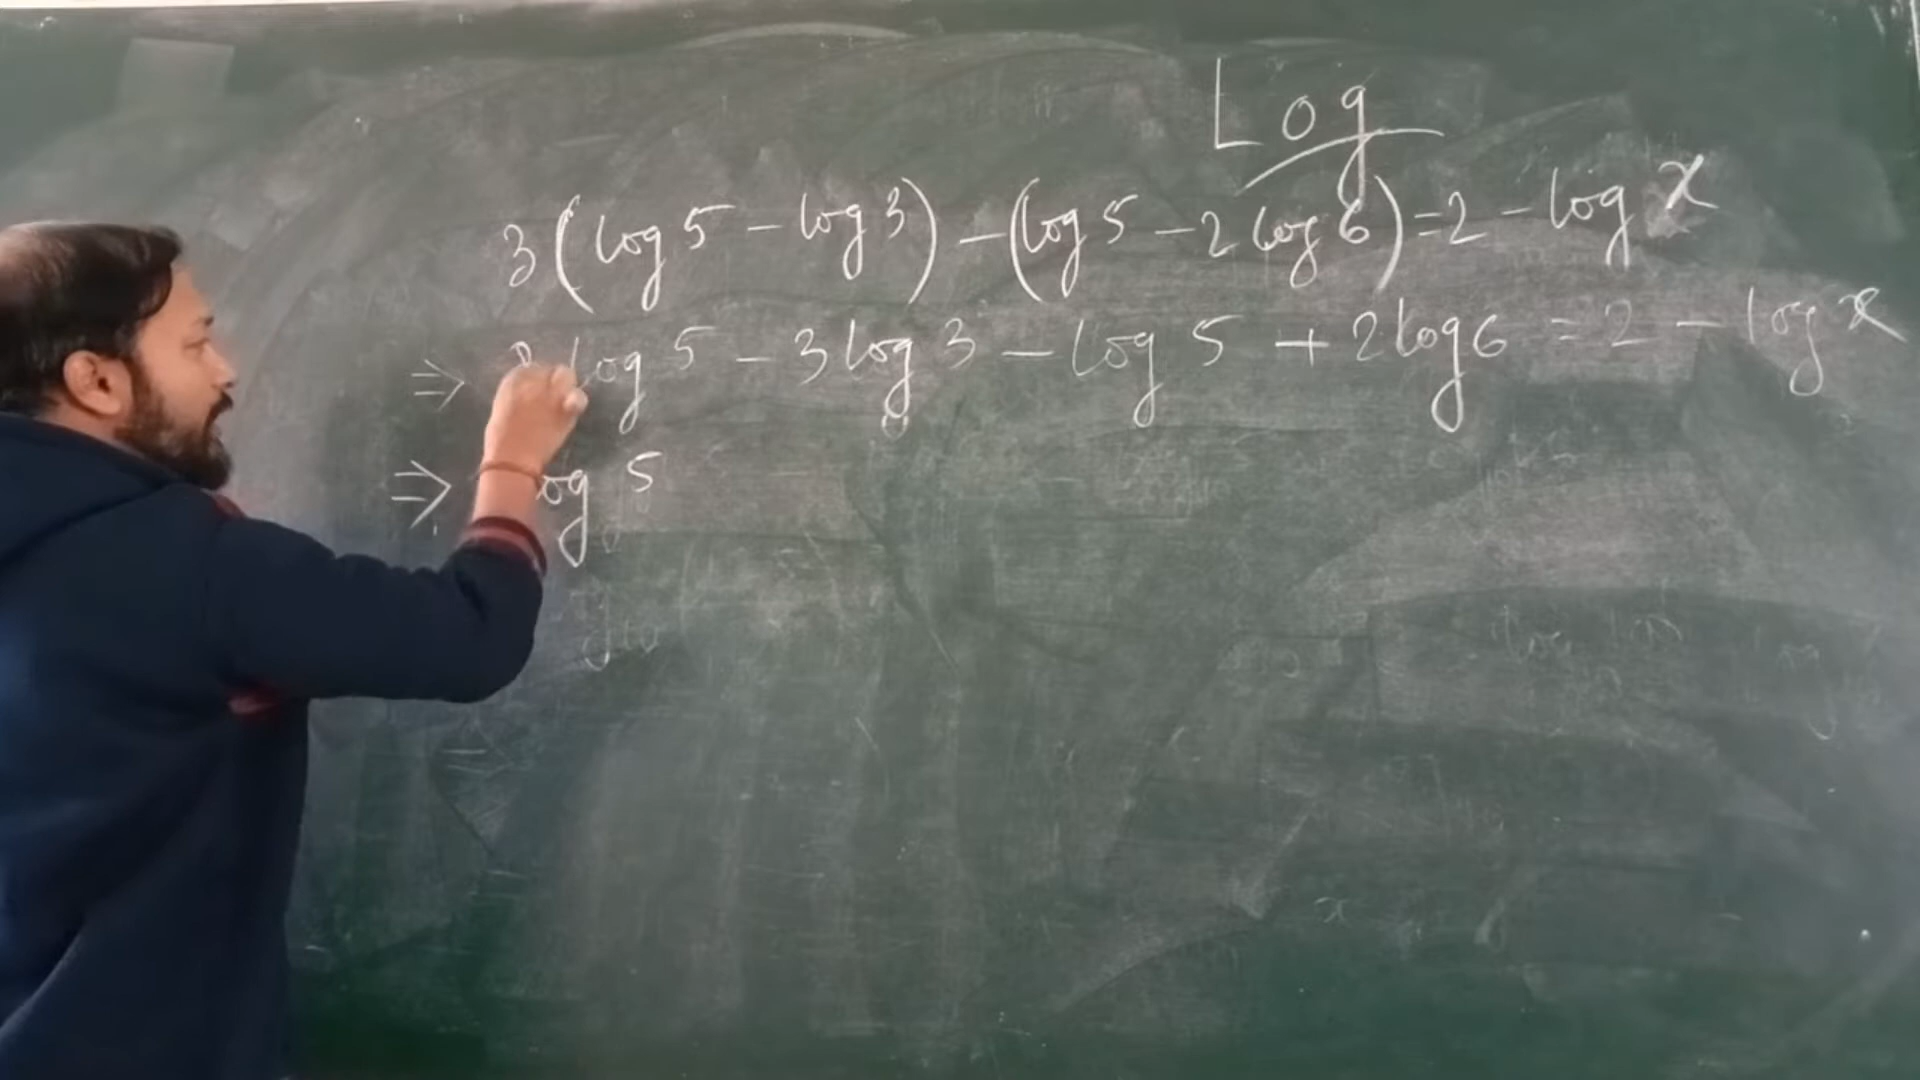 Log
3(log 5 - log 3) - (log 5 - 2 log 6) = 2 - log x
⇒ 3 log 5 - 3 log 3 - log 5 + 2 log 6 = 2 - log x
⇒ log 5